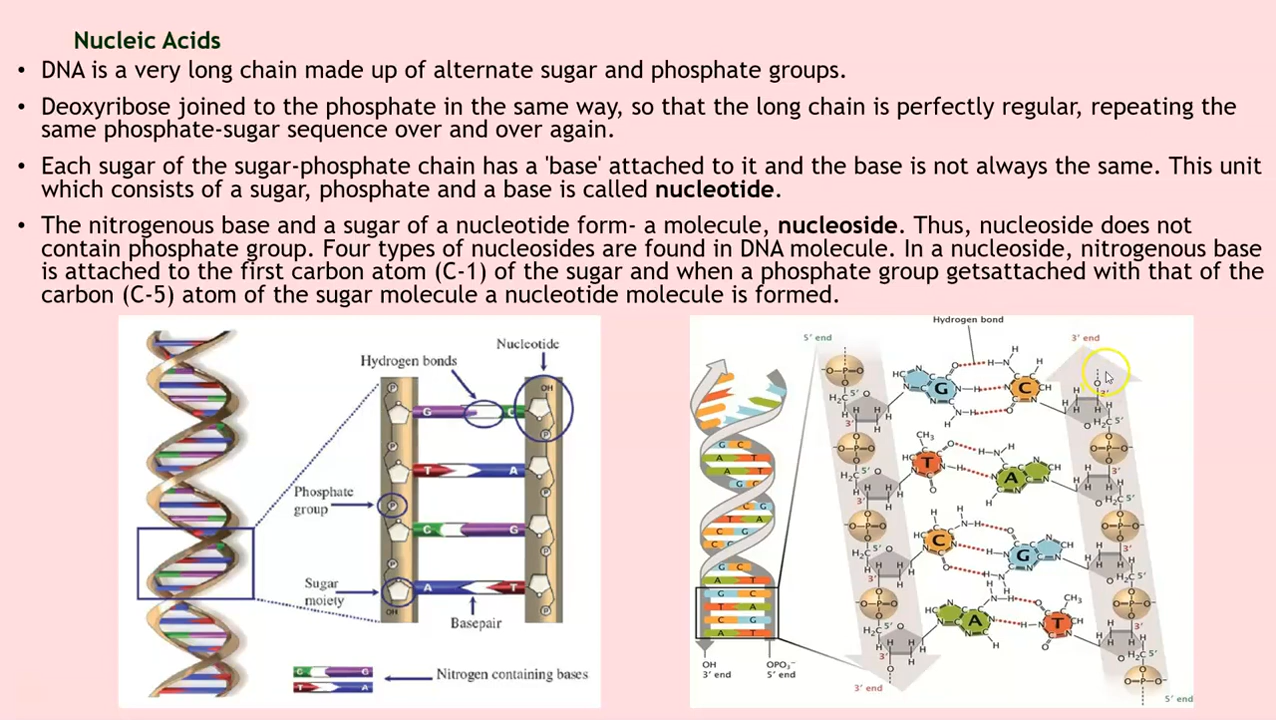 Nucleic Acids
• DNA is a very long chain made up of alternate sugar and phosphate groups.
• Deoxyribose joined to the phosphate in the same way, so that the long chain is perfectly regular, repeating the
same phosphate-sugar sequence over and over again.
• Each sugar of the sugar-phosphate chain has a 'base' attached to it and the base is not always the same. This unit
which consists of a sugar, phosphate and a base is called nucleotide.
• The nitrogenous base and a sugar of a nucleotide form- a molecule, nucleoside. Thus, nucleoside does not
contain phosphate group. Four types of nucleosides are found in DNA molecule. In a nucleoside, nitrogenous base
is attached to the first carbon atom (C-1) of the sugar and when a phosphate group getsattached with that of the
carbon (C-5) atom of the sugar molecule a nucleotide molecule is formed.
Nucleotide
Hydrogen bonds
OH
P
G C
T A
Phosphate
group
P
C G
Sugar
moiety
A T
OH
Basepair
C G
T A
Nitrogen containing bases
Hydrogen bond
5' end
3' end
G C
T A
C G
A T
G C
A T
A T
G C
G C
A T
G C
T A
C G
A T
OH
3' end
OPO₃⁻
5' end
3' end
5' end